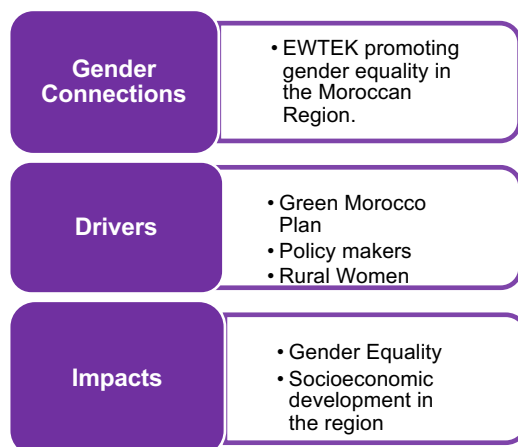 Gender
Connections
• EWTEK promoting
gender equality in
the Moroccan
Region.
Drivers
• Green Morocco
Plan
• Policy makers
• Rural Women
Impacts
• Gender Equality
• Socioeconomic
development in
the region